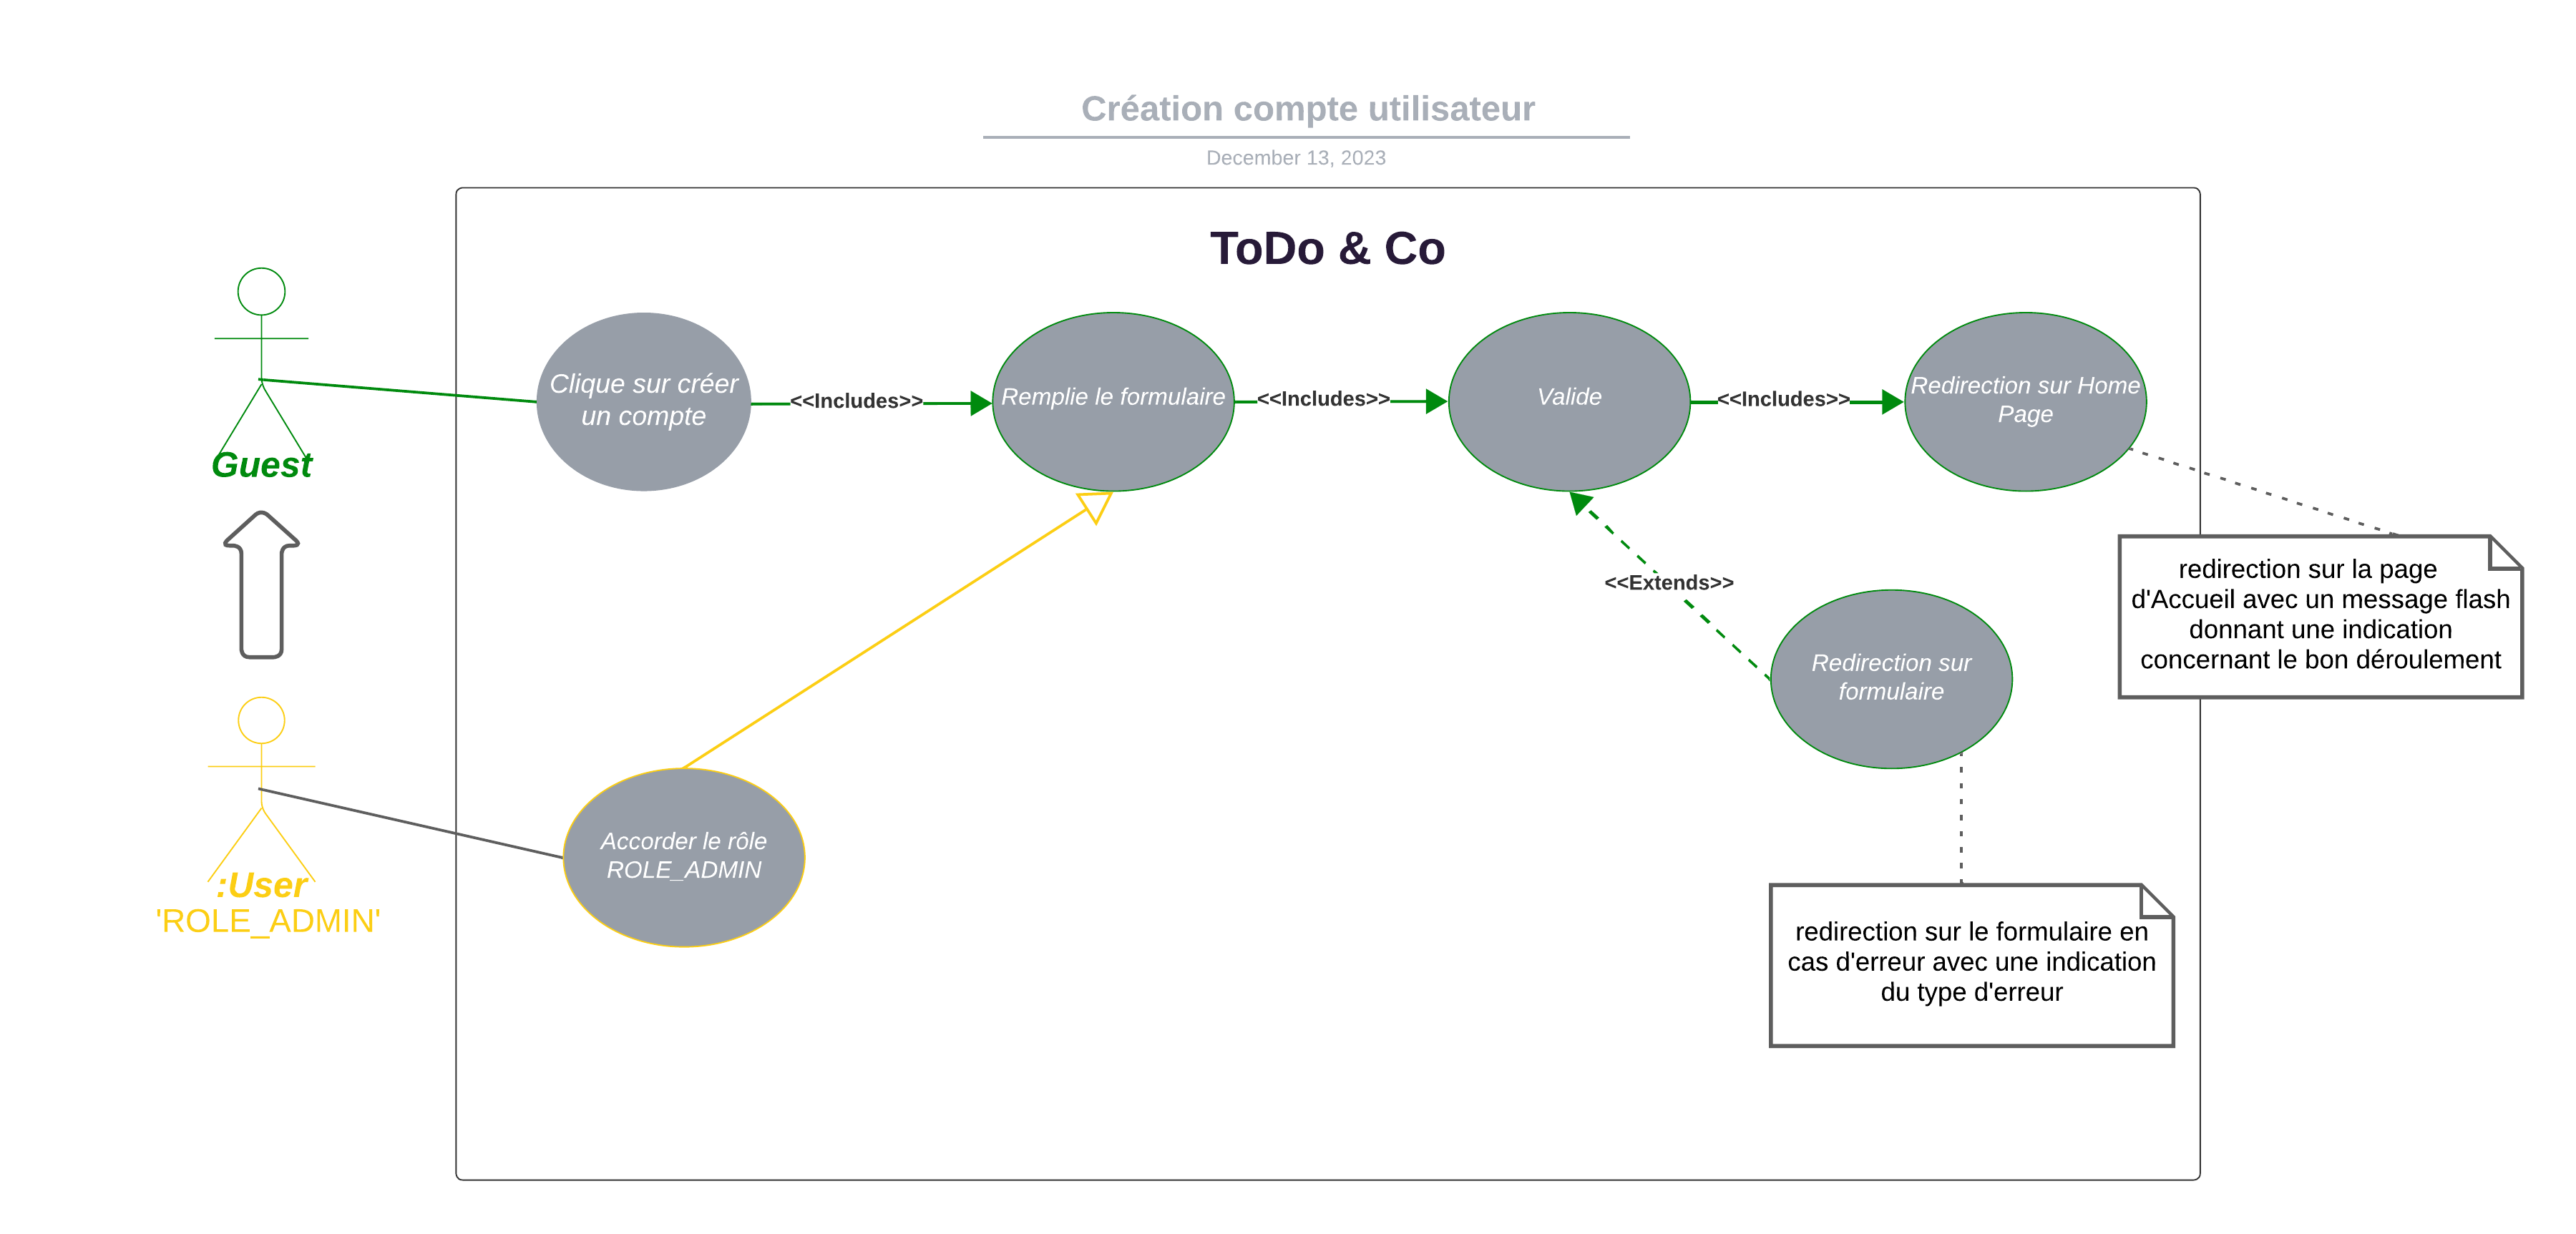 Création compte utilisateur
December 13, 2023
ToDo & Co
Guest
Clique sur créer
un compte
<<Includes>>
Remplie le formulaire
<<Includes>>
Valide
<<Includes>>
Redirection sur Home
Page
<<Extends>>
redirection sur la page
d'Accueil avec un message flash
donnant une indication
concernant le bon déroulement
Redirection sur
formulaire
:User
'ROLE_ADMIN'
Accorder le rôle
ROLE_ADMIN
redirection sur le formulaire en
cas d'erreur avec une indication
du type d'erreur